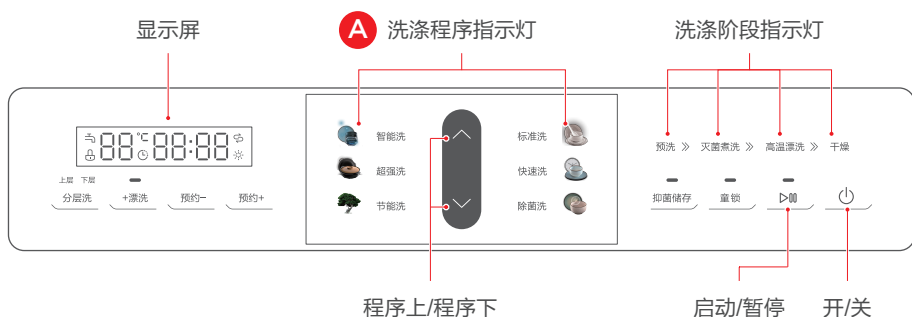 显示屏
A 洗涤程序指示灯
洗涤阶段指示灯
88℃88:88
智能洗
标准洗
预洗 » 灭菌煮洗 » 高温漂洗 » 干燥
超强洗
快速洗
上层 下层
分层洗 +漂洗 预约- 预约+
节能洗
除菌洗
抑菌储存 童锁
程序上/程序下
启动/暂停
开/关